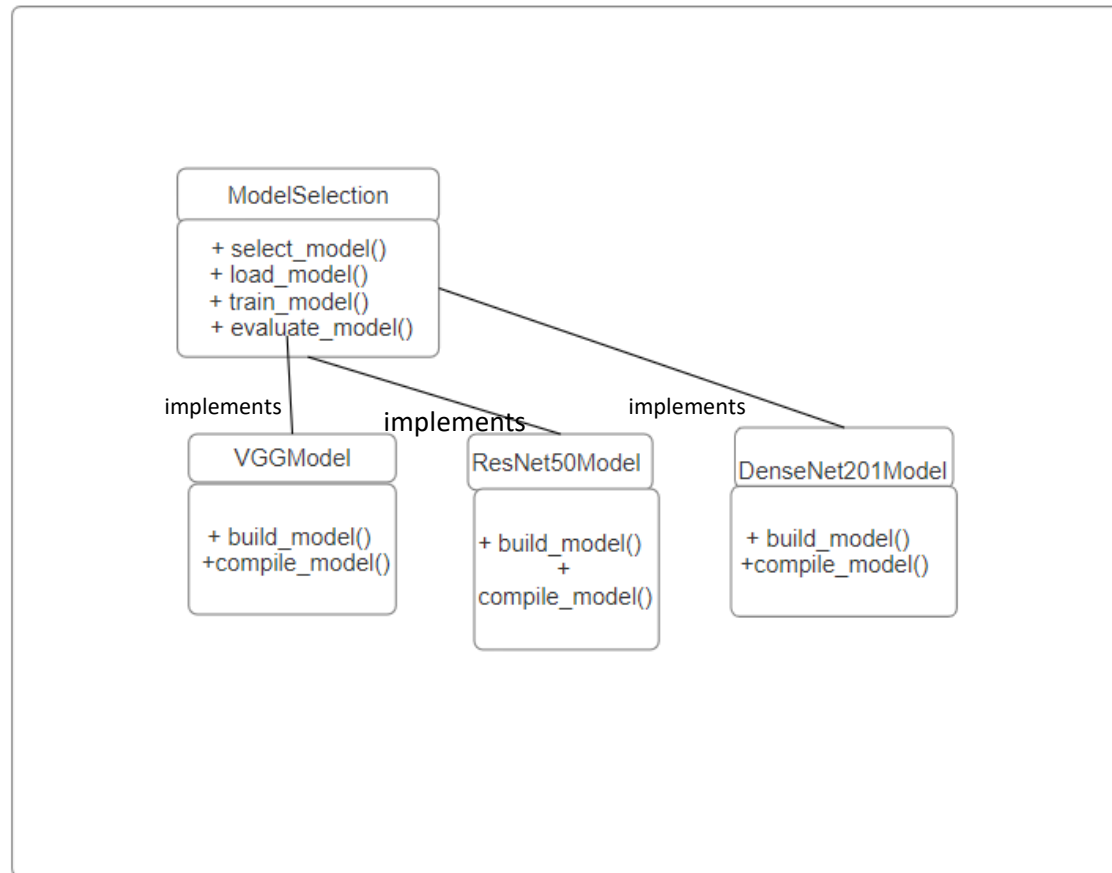 ModelSelection
+ select_model()
+ load_model()
+ train_model()
+ evaluate_model()
implements
implements
implements
VGGModel
+ build_model()
+compile_model()
ResNet50Model
+ build_model()
+
compile_model()
DenseNet201Model
+ build_model()
+compile_model()